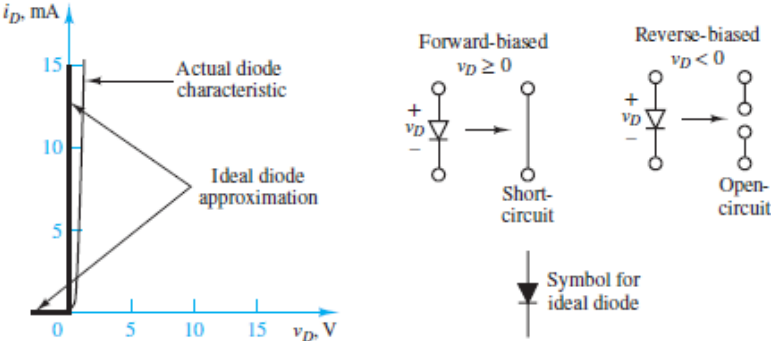 i_D, mA
15
10
5
0
5
10
15
v_D, V
Actual diode
characteristic
Ideal diode
approximation
Forward-biased
v_D ≥ 0
+
v_D
−
Short-
circuit
Reverse-biased
v_D < 0
+
v_D
−
Open-
circuit
Symbol for
ideal diode